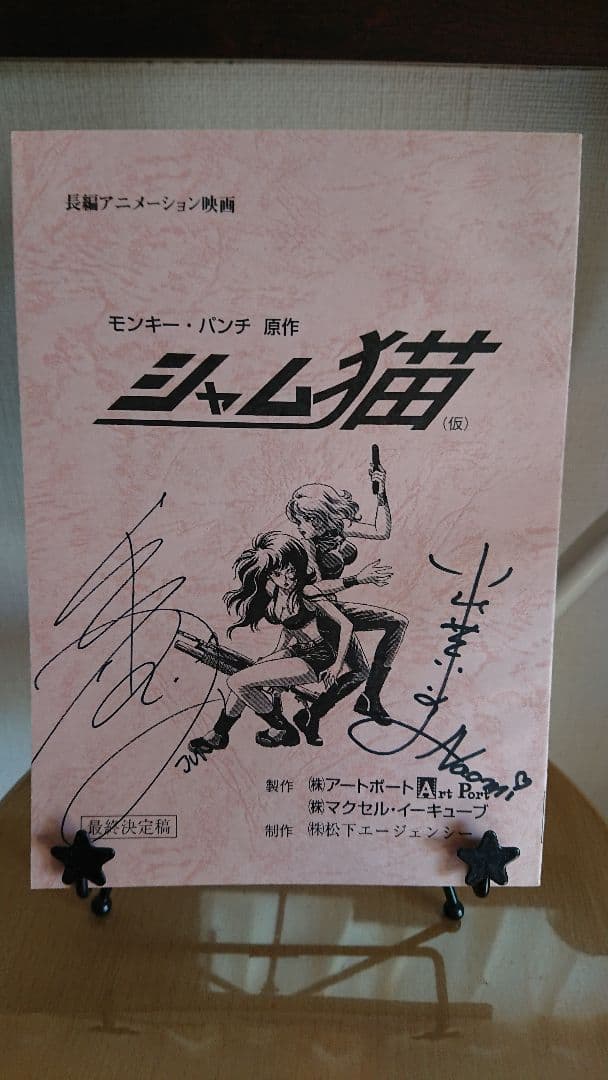 長編アニメーション映画
モンキー・パンチ 原作
シャム猫
(仮)
Naomi
製作 ㈱アートポート Art Port
㈱マクセル・イーキューブ
最終決定稿
制作 ㈱松下エージェンシー